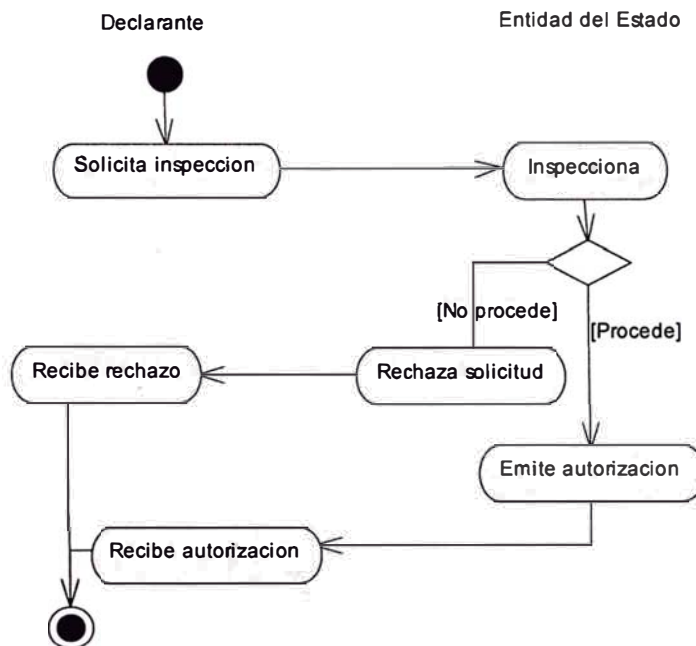 Declarante
Entidad del Estado
Solicita inspeccion
Inspecciona
[No procede]
[Procede]
Recibe rechazo
Rechaza solicitud
Emite autorizacion
Recibe autorizacion